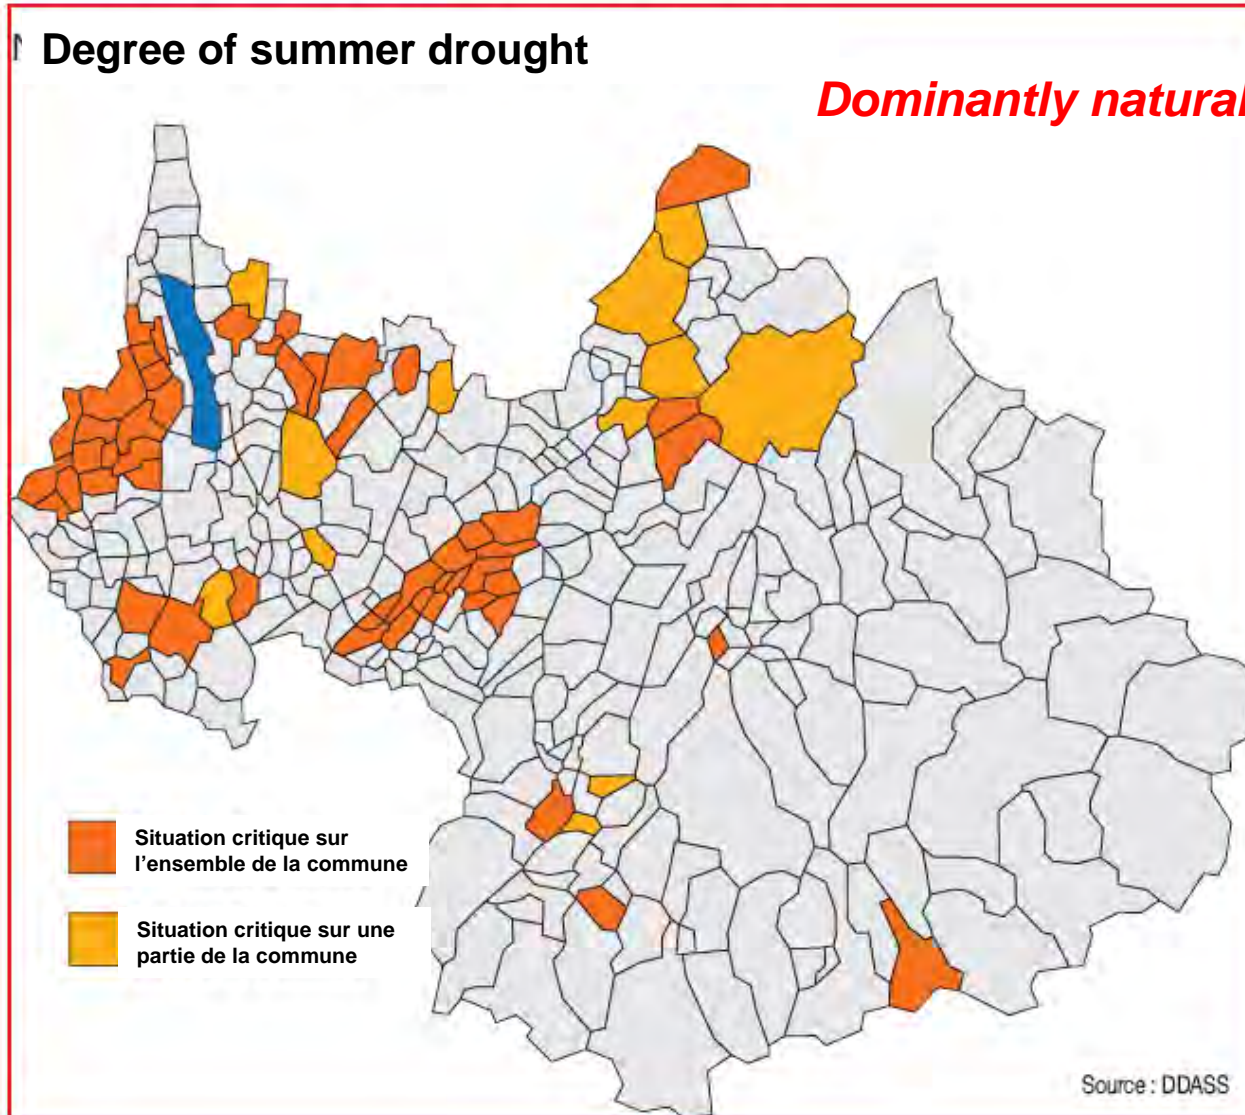 Degree of summer drought
Dominantly natural
Situation critique sur
l'ensemble de la commune
Situation critique sur une
partie de la commune
Source : DDASS